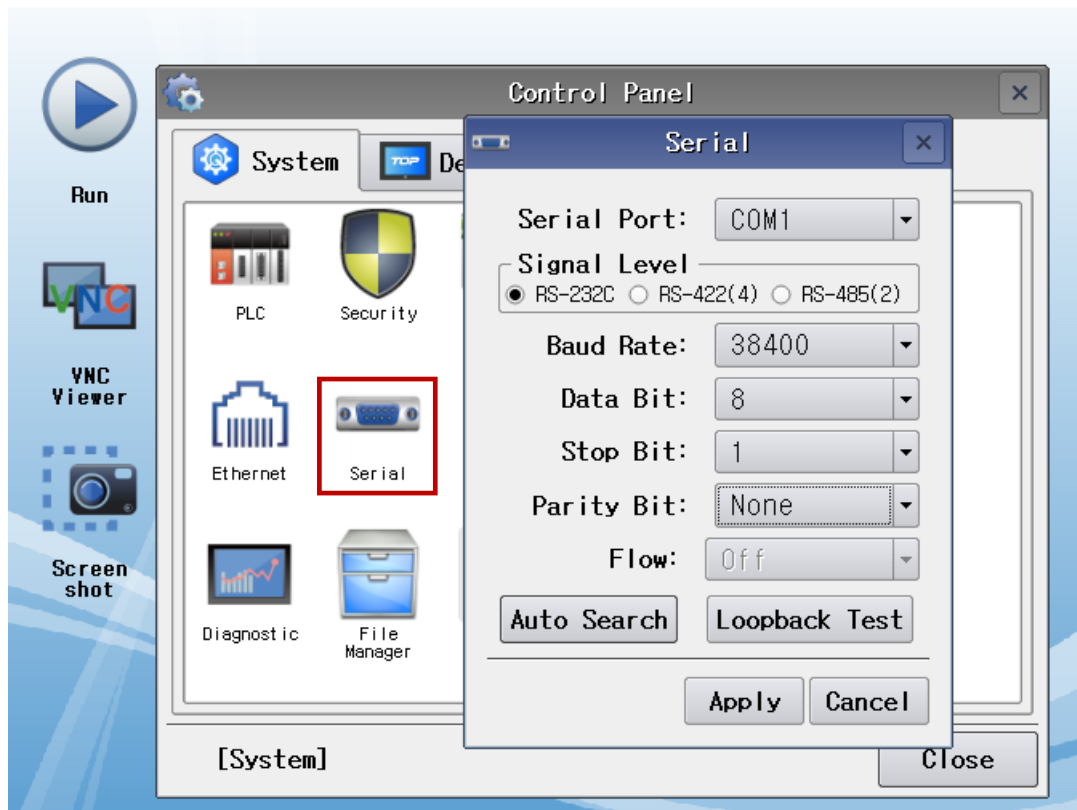 Control Panel
Run
VNC
VNC
Viewer
Screen
shot
System
TOP
De
PLC
Security
Ethernet
Serial
Diagnostic
File
Manager
Serial
Serial Port: COM1
Signal Level
RS-232C RS-422(4) RS-485(2)
Baud Rate: 38400
Data Bit: 8
Stop Bit: 1
Parity Bit: None
Flow: Off
Auto Search Loopback Test
Apply Cancel
[System] Close